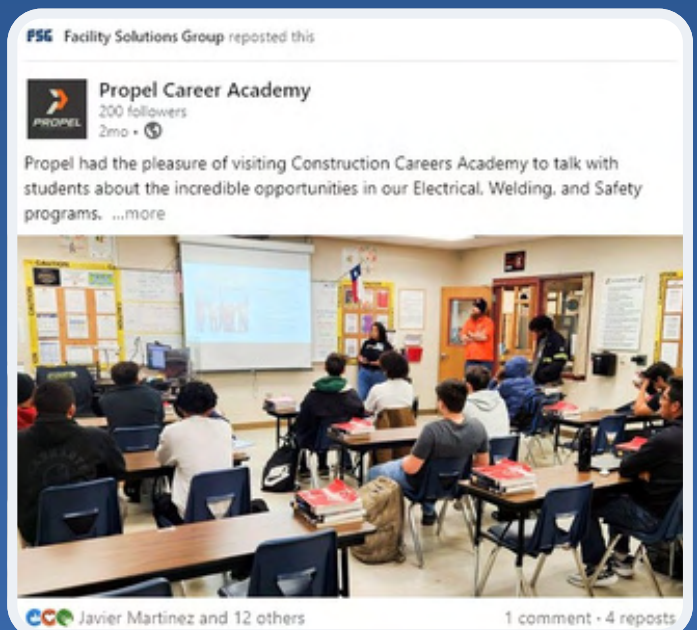 FSG Facility Solutions Group reposted this
PROPEL
Propel Career Academy
200 followers
2mo •
Propel had the pleasure of visiting Construction Careers Academy to talk with
students about the incredible opportunities in our Electrical, Welding, and Safety
programs. ...more
CAUTION
Javier Martinez and 12 others
1 comment · 4 reposts